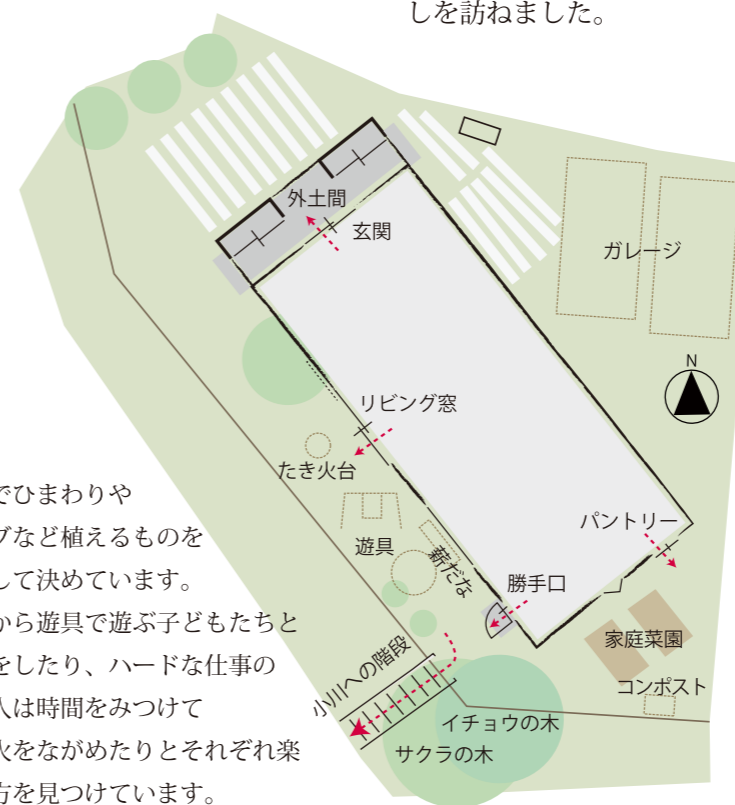 しを訪ねました。
外土間
玄関
ガレージ
N
リビング窓
たき火台
でひまわりや
ブなど植えるものを
して決めています。
から遊具で遊ぶ子どもたちと
をしたり、ハードな仕事の
人は時間をみつけて
火をながめたりとそれぞれ楽
方を見つけています。
遊具
薪だな
パントリー
勝手口
家庭菜園
コンポスト
小川への階段
イチョウの木
サクラの木